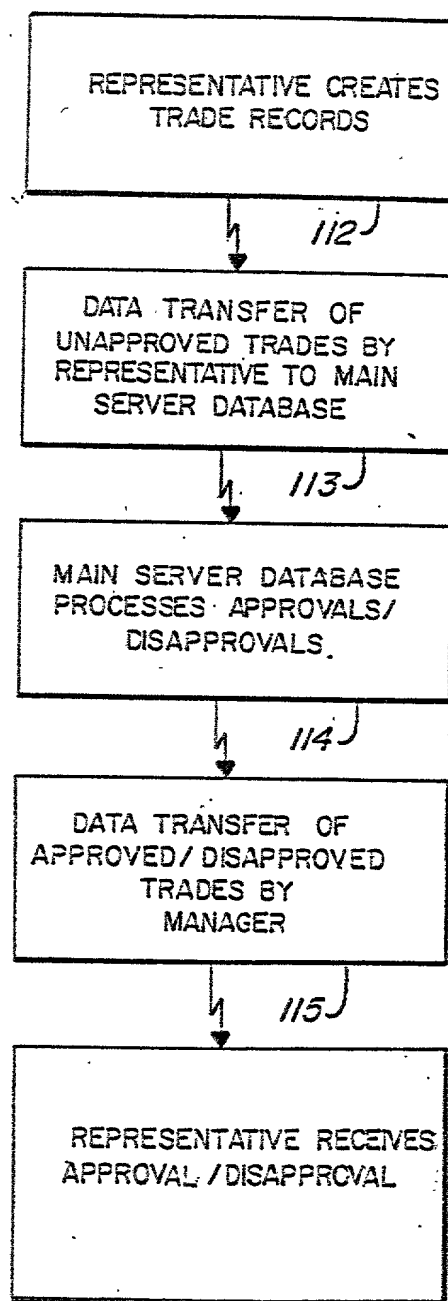 REPRESENTATIVE CREATES
TRADE RECORDS
112
DATA TRANSFER OF
UNAPPROVED TRADES BY
REPRESENTATIVE TO MAIN
SERVER DATABASE
113
MAIN SERVER DATABASE
PROCESSES APPROVALS/
DISAPPROVALS.
114
DATA TRANSFER OF
APPROVED/DISAPPROVED
TRADES BY
MANAGER
115
REPRESENTATIVE RECEIVES
APPROVAL/DISAPPROVAL